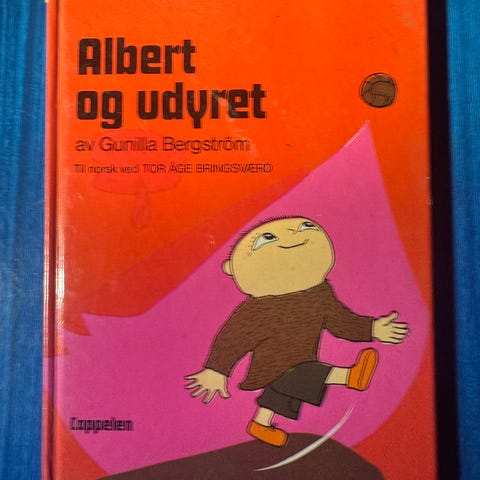 Albert
og udyret
av Gunilla Bergström
Til norsk ved TOR ÅGE BRINGSVÆRD
Cappelen